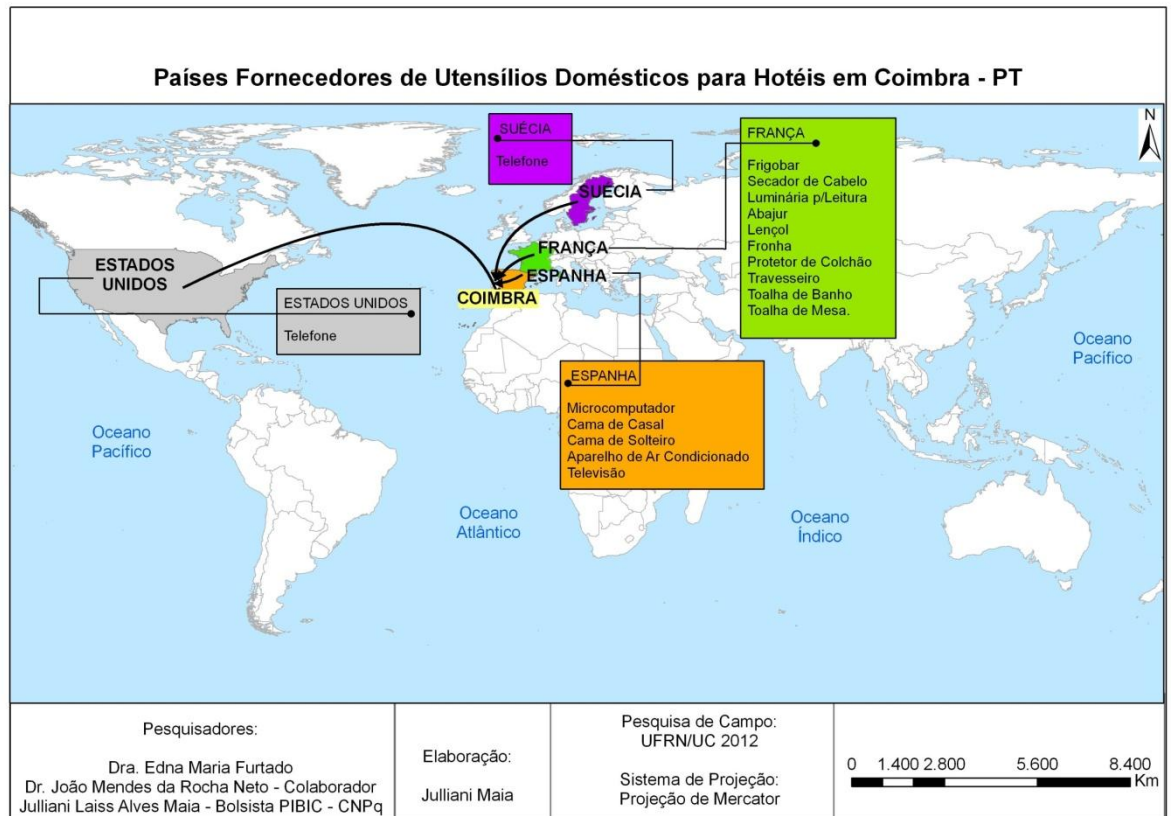 Países Fornecedores de Utensílios Domésticos para Hotéis em Coimbra - PT
N
SUÉCIA
Telefone
SUÉCIA
FRANÇA
Frigobar
Secador de Cabelo
Luminária p/Leitura
Abajur
Lençol
Fronha
Protetor de Colchão
Travesseiro
Toalha de Banho
Toalha de Mesa.
FRANÇA
ESPANHA
COIMBRA
ESTADOS
UNIDOS
ESTADOS UNIDOS
Telefone
ESPANHA
Microcomputador
Cama de Casal
Cama de Solteiro
Aparelho de Ar Condicionado
Televisão
Oceano
Pacífico
Oceano
Pacífico
Oceano
Atlântico
Oceano
Índico
Pesquisadores:
Dra. Edna Maria Furtado
Dr. João Mendes da Rocha Neto - Colaborador
Julliani Laiss Alves Maia - Bolsista PIBIC - CNPq
Elaboração:
Julliani Maia
Pesquisa de Campo:
UFRN/UC 2012
Sistema de Projeção:
Projeção de Mercator
0 1.400 2.800 5.600 8.400
Km